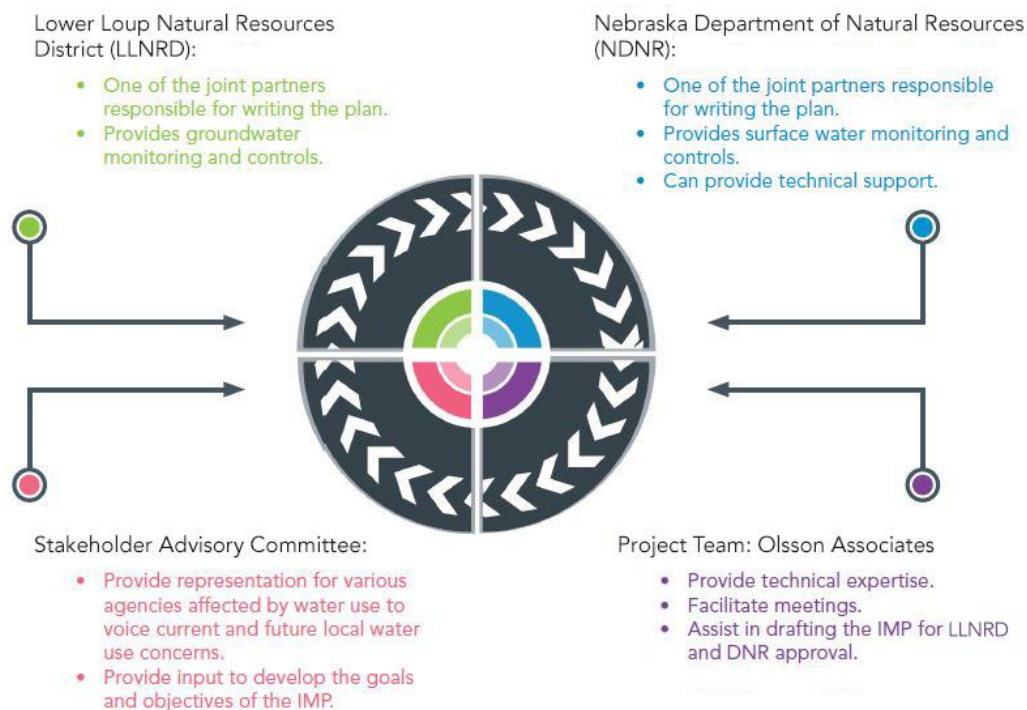 Lower Loup Natural Resources
District (LLNRD):
• One of the joint partners
responsible for writing the plan.
• Provides groundwater
monitoring and controls.
Nebraska Department of Natural Resources
(NDNR):
• One of the joint partners responsible
for writing the plan.
• Provides surface water monitoring and
controls.
• Can provide technical support.
Stakeholder Advisory Committee:
• Provide representation for various
agencies affected by water use to
voice current and future local water
use concerns.
• Provide input to develop the goals
and objectives of the IMP.
Project Team: Olsson Associates
• Provide technical expertise.
• Facilitate meetings.
• Assist in drafting the IMP for LLNRD
and DNR approval.